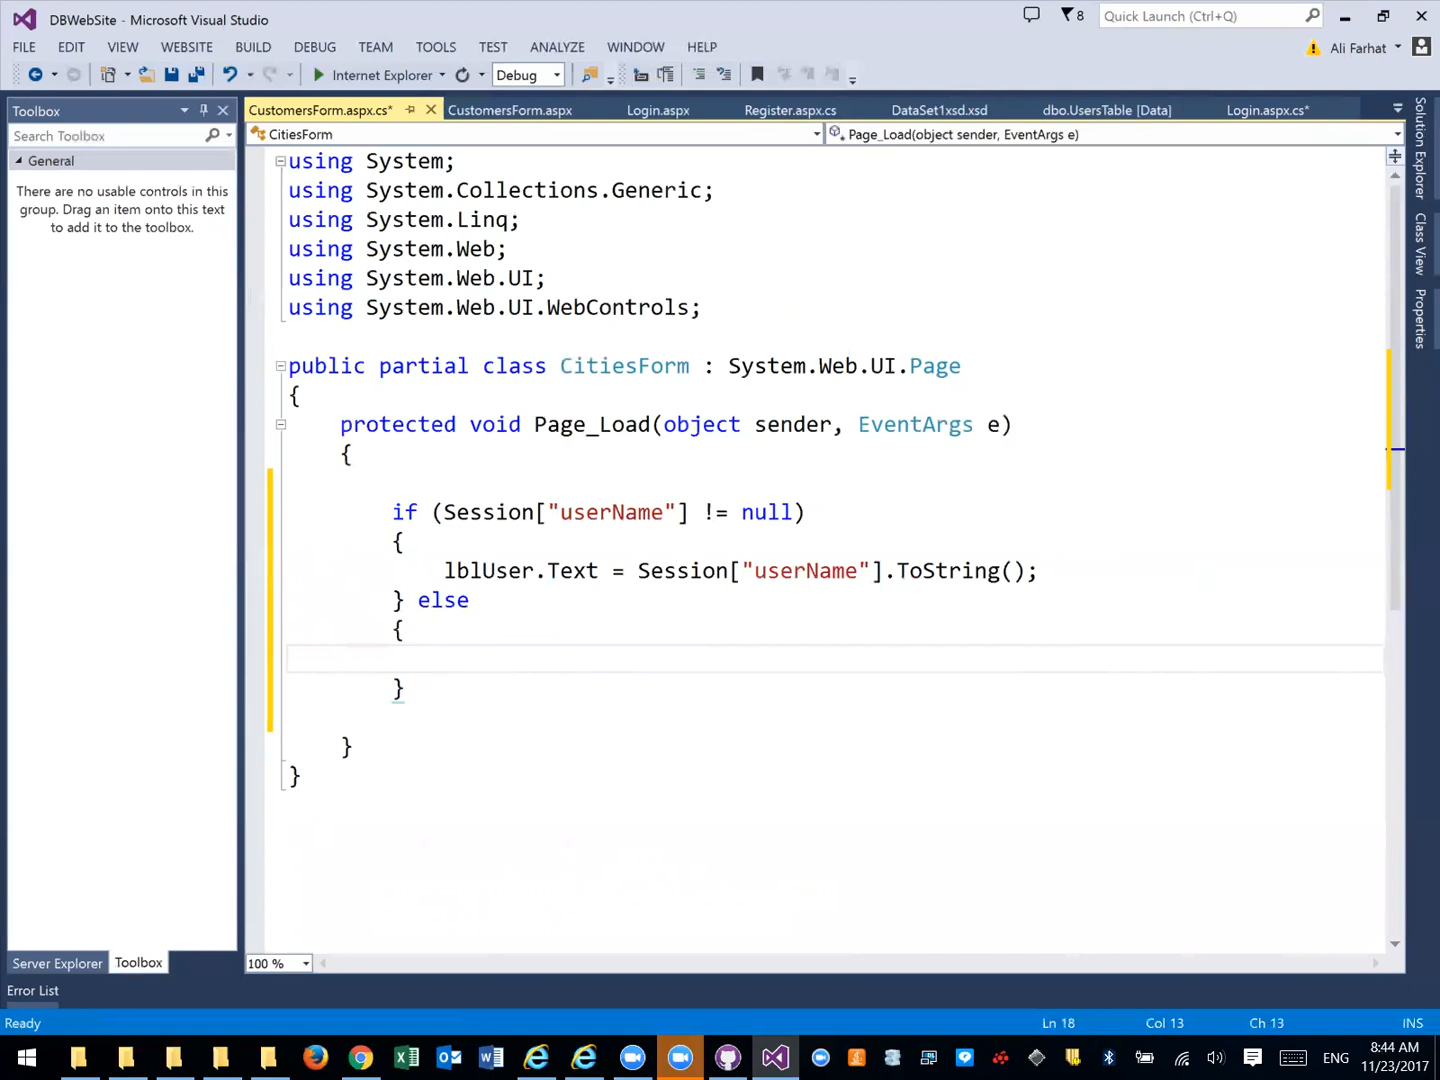 DBWebSite - Microsoft Visual Studio
8
Quick Launch (Ctrl+Q)
FILE EDIT VIEW WEBSITE BUILD DEBUG TEAM TOOLS TEST ANALYZE WINDOW HELP
Ali Farhat
Internet Explorer
Debug
Toolbox
CustomersForm.aspx.cs*
CustomersForm.aspx
Login.aspx
Register.aspx.cs
DataSet1xsd.xsd
dbo.UsersTable [Data]
Login.aspx.cs*
Search Toolbox
CitiesForm
Page_Load(object sender, EventArgs e)
General
There are no usable controls in this
group. Drag an item onto this text
to add it to the toolbox.
using System;
using System.Collections.Generic;
using System.Linq;
using System.Web;
using System.Web.UI;
using System.Web.UI.WebControls;
public partial class CitiesForm : System.Web.UI.Page
{
protected void Page_Load(object sender, EventArgs e)
{
if (Session["userName"] != null)
{
lblUser.Text = Session["userName"].ToString();
} else
{
}
}
}
Solution Explorer
Class View
Properties
Server Explorer
Toolbox
100 %
Error List
Ready
Ln 18
Col 13
Ch 13
INS
ENG
8:44 AM
11/23/2017